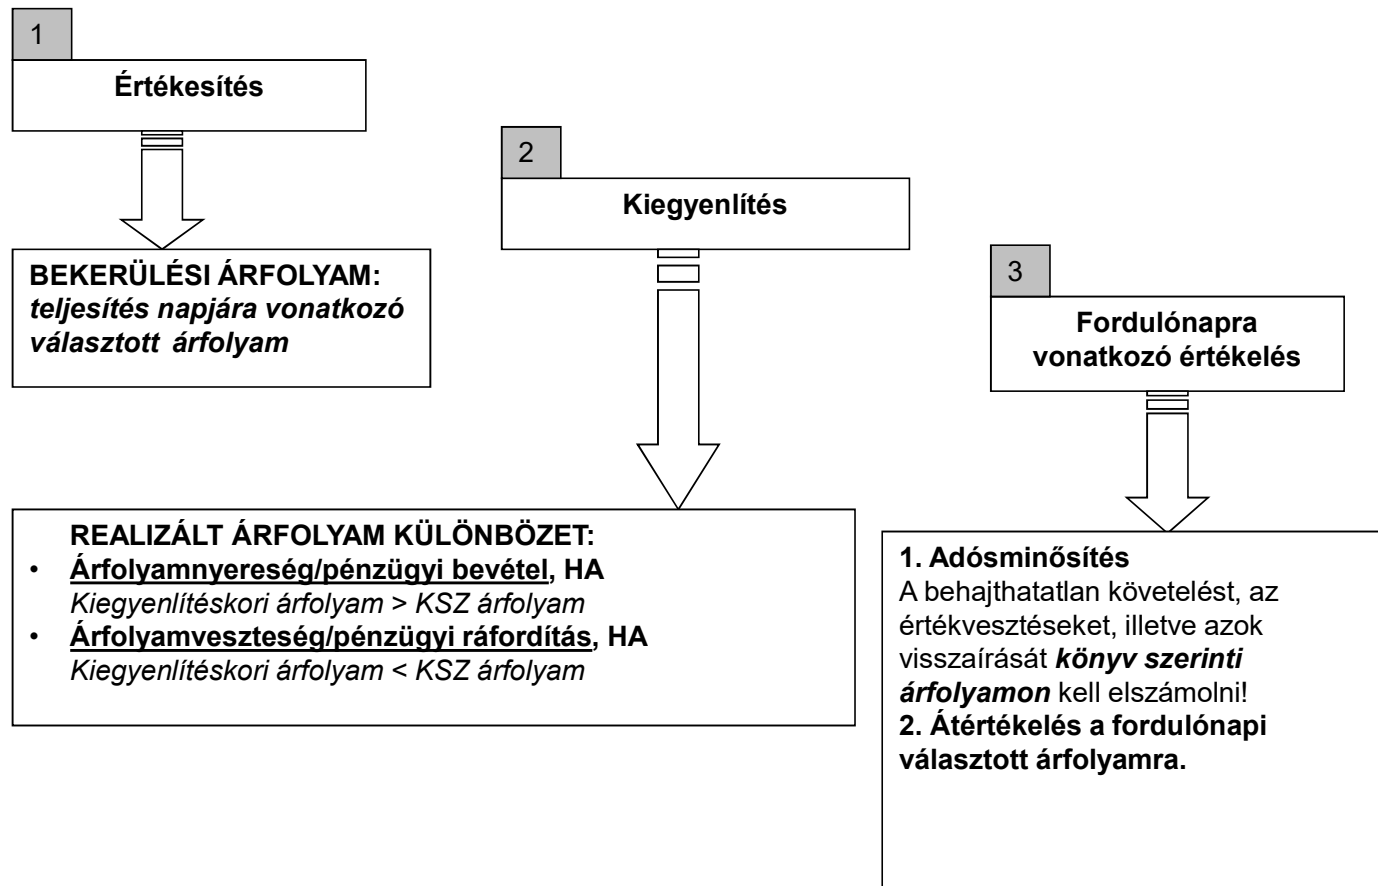 1
Értékesítés
BEKERÜLÉSI ÁRFOLYAM:
teljesítés napjára vonatkozó
választott árfolyam
2
Kiegyenlítés
REALIZÁLT ÁRFOLYAM KÜLÖNBÖZET:
• Árfolyamnyereség/pénzügyi bevétel, HA
Kiegyenlítéskori árfolyam > KSZ árfolyam
• Árfolyamveszteség/pénzügyi ráfordítás, HA
Kiegyenlítéskori árfolyam < KSZ árfolyam
3
Fordulónapra
vonatkozó értékelés
1. Adósminősítés
A behajthatatlan követelést, az
értékvesztéseket, illetve azok
visszaírását könyv szerinti
árfolyamon kell elszámolni!
2. Átértékelés a fordulónapi
választott árfolyamra.